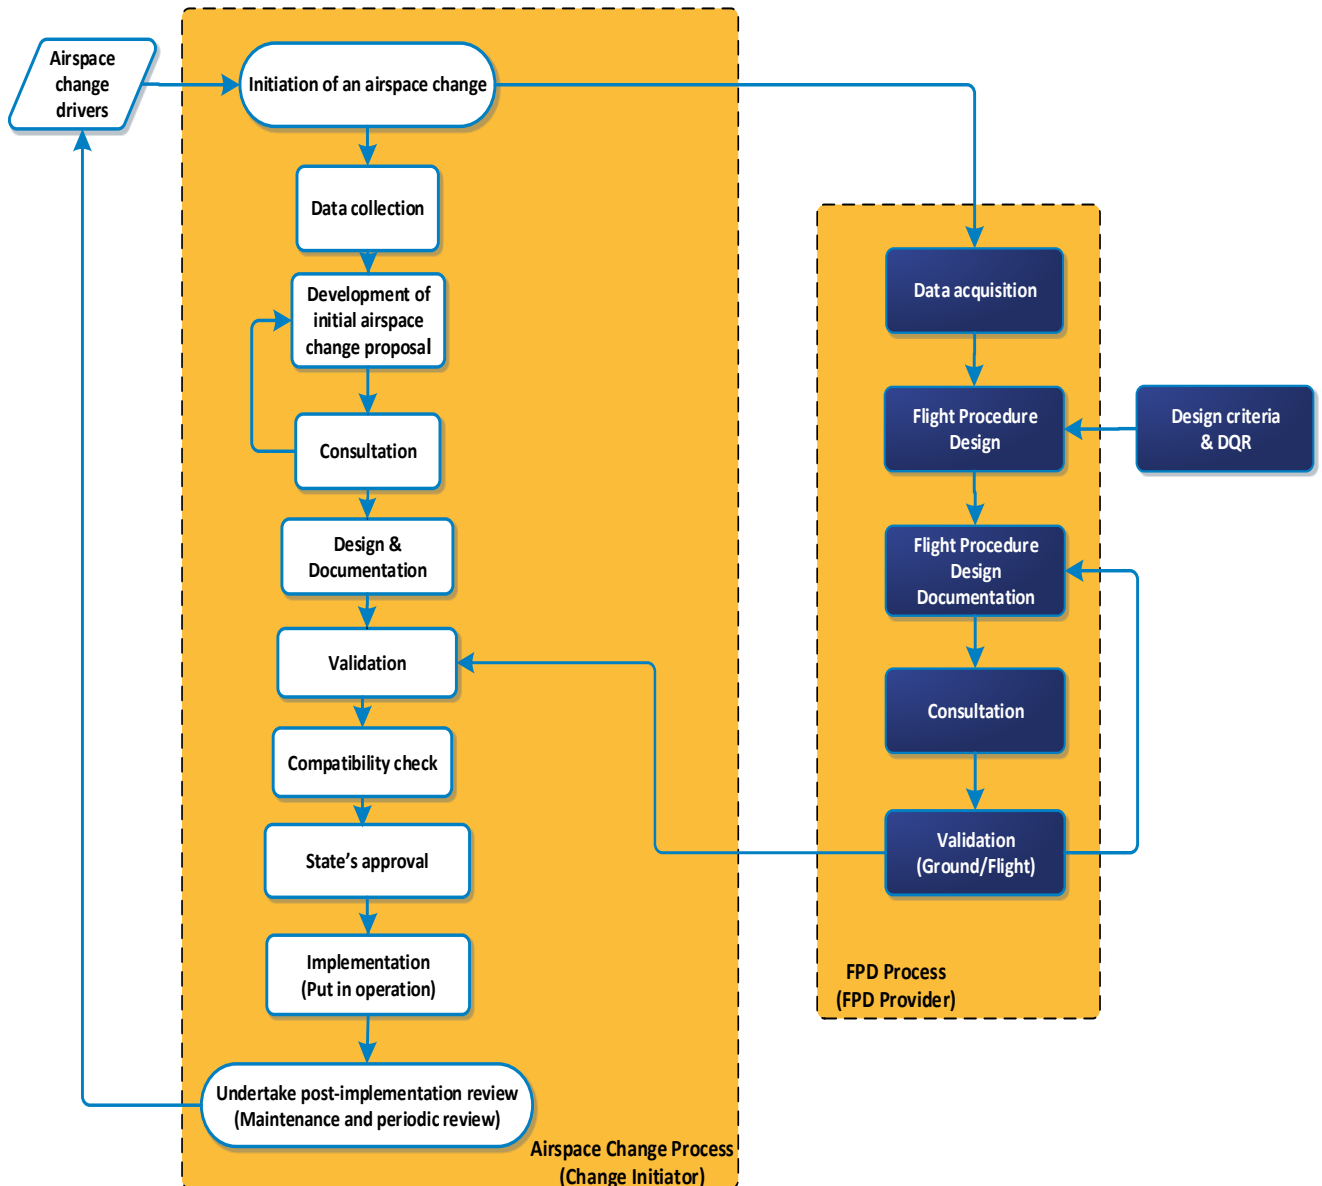 Airspace
change
drivers
Initiation of an airspace change
Data collection
Development of
initial airspace
change proposal
Consultation
Design &
Documentation
Validation
Compatibility check
State's approval
Implementation
(Put in operation)
Undertake post-implementation review
(Maintenance and periodic review)
Airspace Change Process
(Change Initiator)
Data acquisition
Flight Procedure
Design
Design criteria
& DQR
Flight Procedure
Design
Documentation
Consultation
Validation
(Ground/Flight)
FPD Process
(FPD Provider)